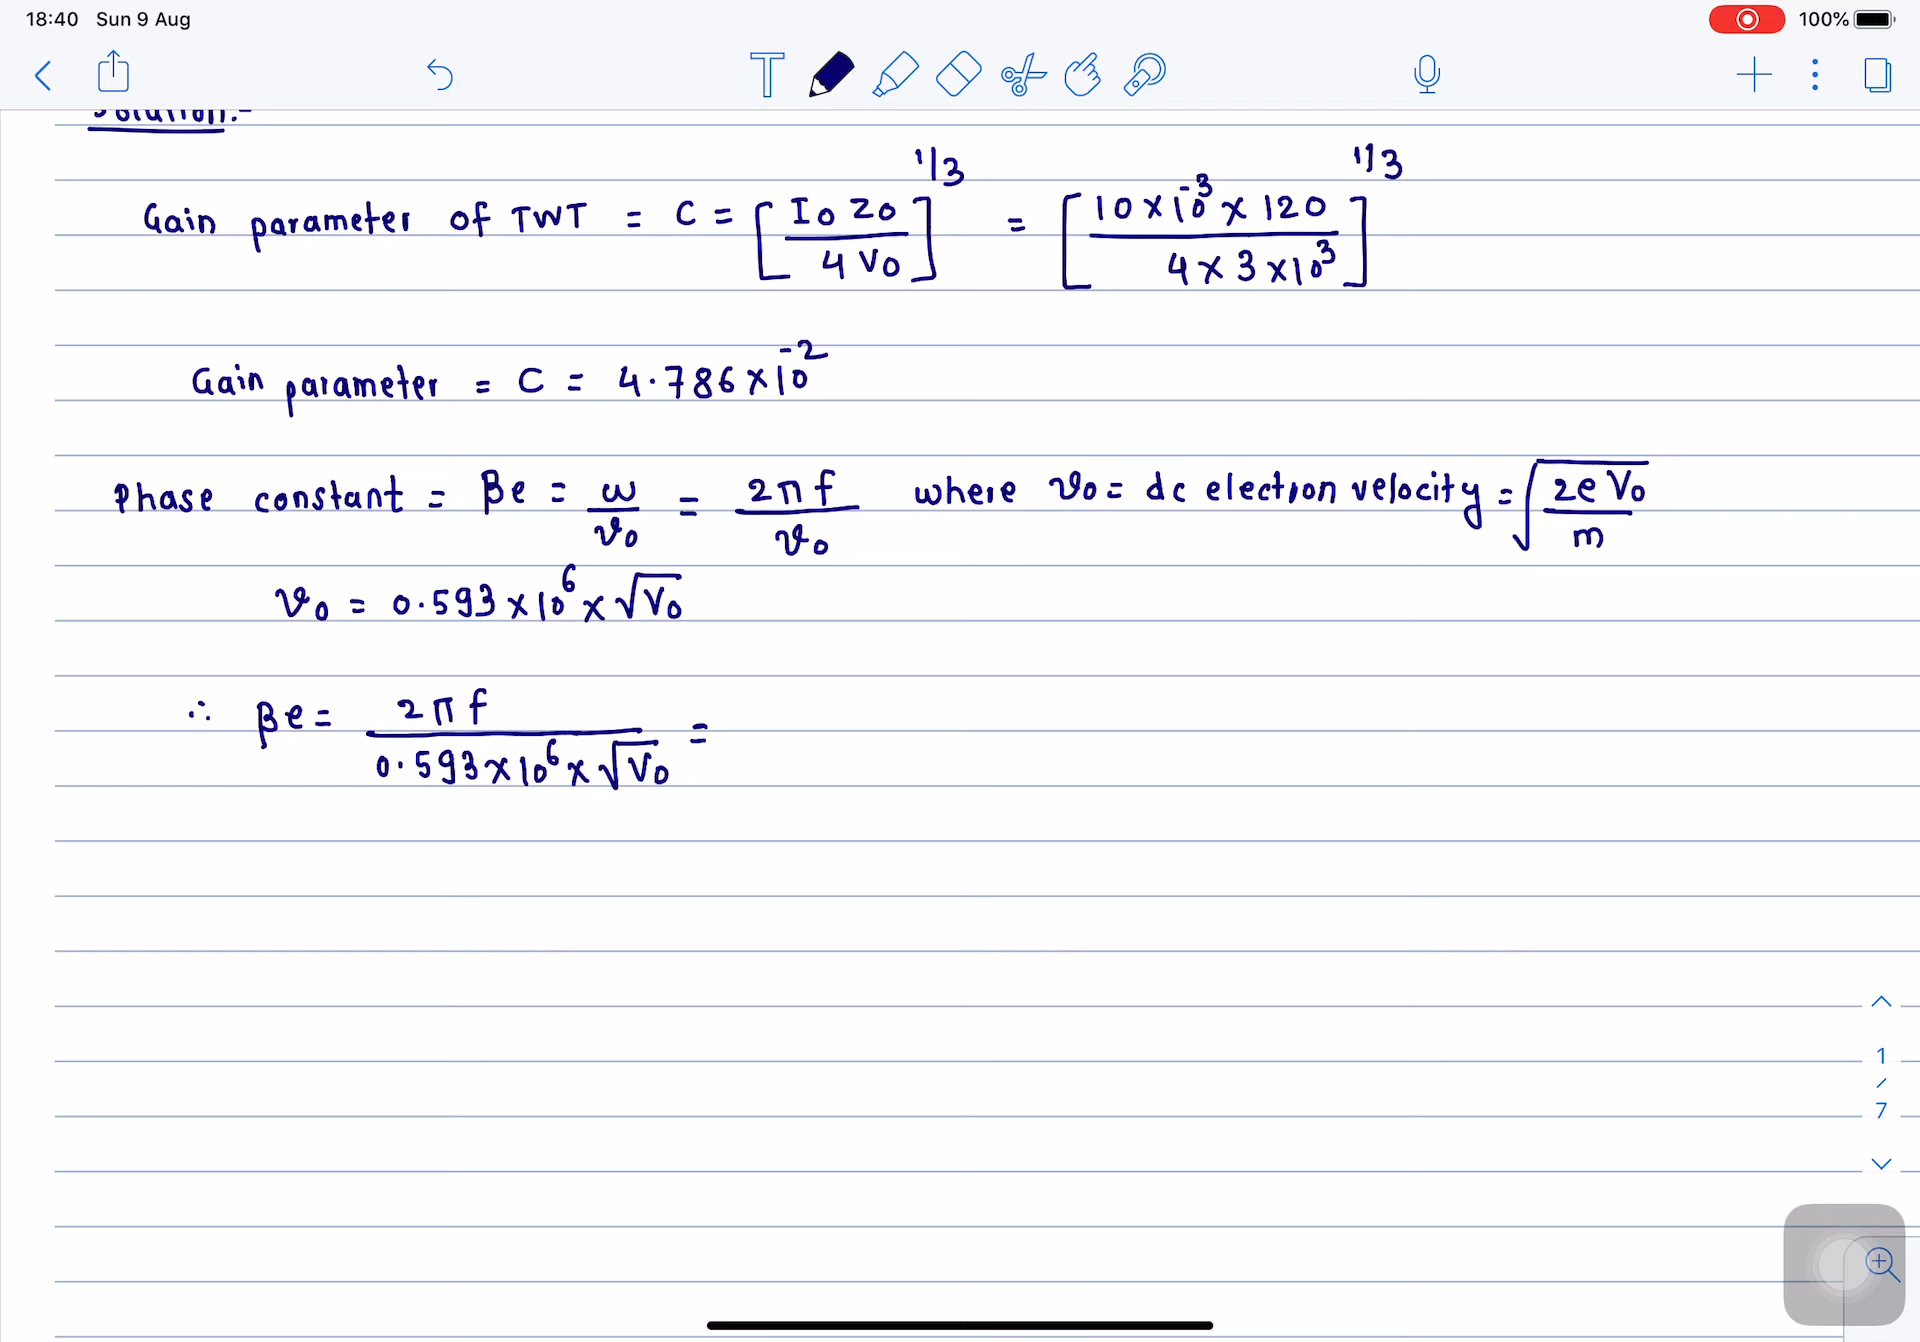 18:40 Sun 9 Aug 100%
Solution:-
Gain parameter of TWT = C = [I0 Z0 / 4 V0]^1/3 = [10 × 10^-3 × 120 / 4 × 3 × 10^3]^1/3
Gain parameter = C = 4.786 × 10^-2
Phase constant = βe = ω / v0 = 2πf / v0 where v0 = dc electron velocity = √(2e V0 / m)
v0 = 0.593 × 10^6 × √V0
∴ βe = 2πf / 0.593 × 10^6 × √V0 =
1
/
7